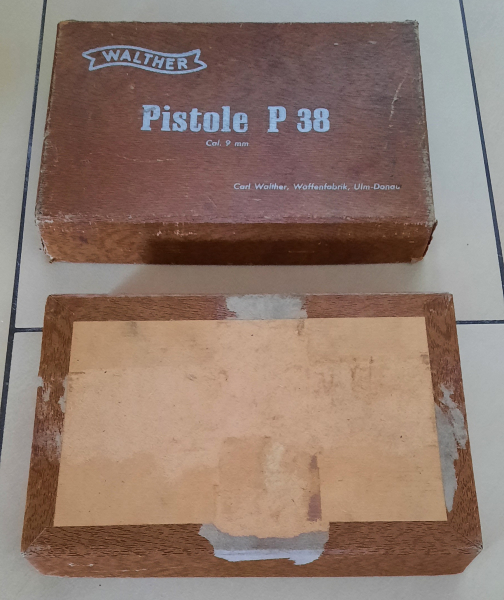 WALTHER
Pistole P 38
Cal. 9 mm
Carl Walther, Waffenfabrik, Ulm-Donau